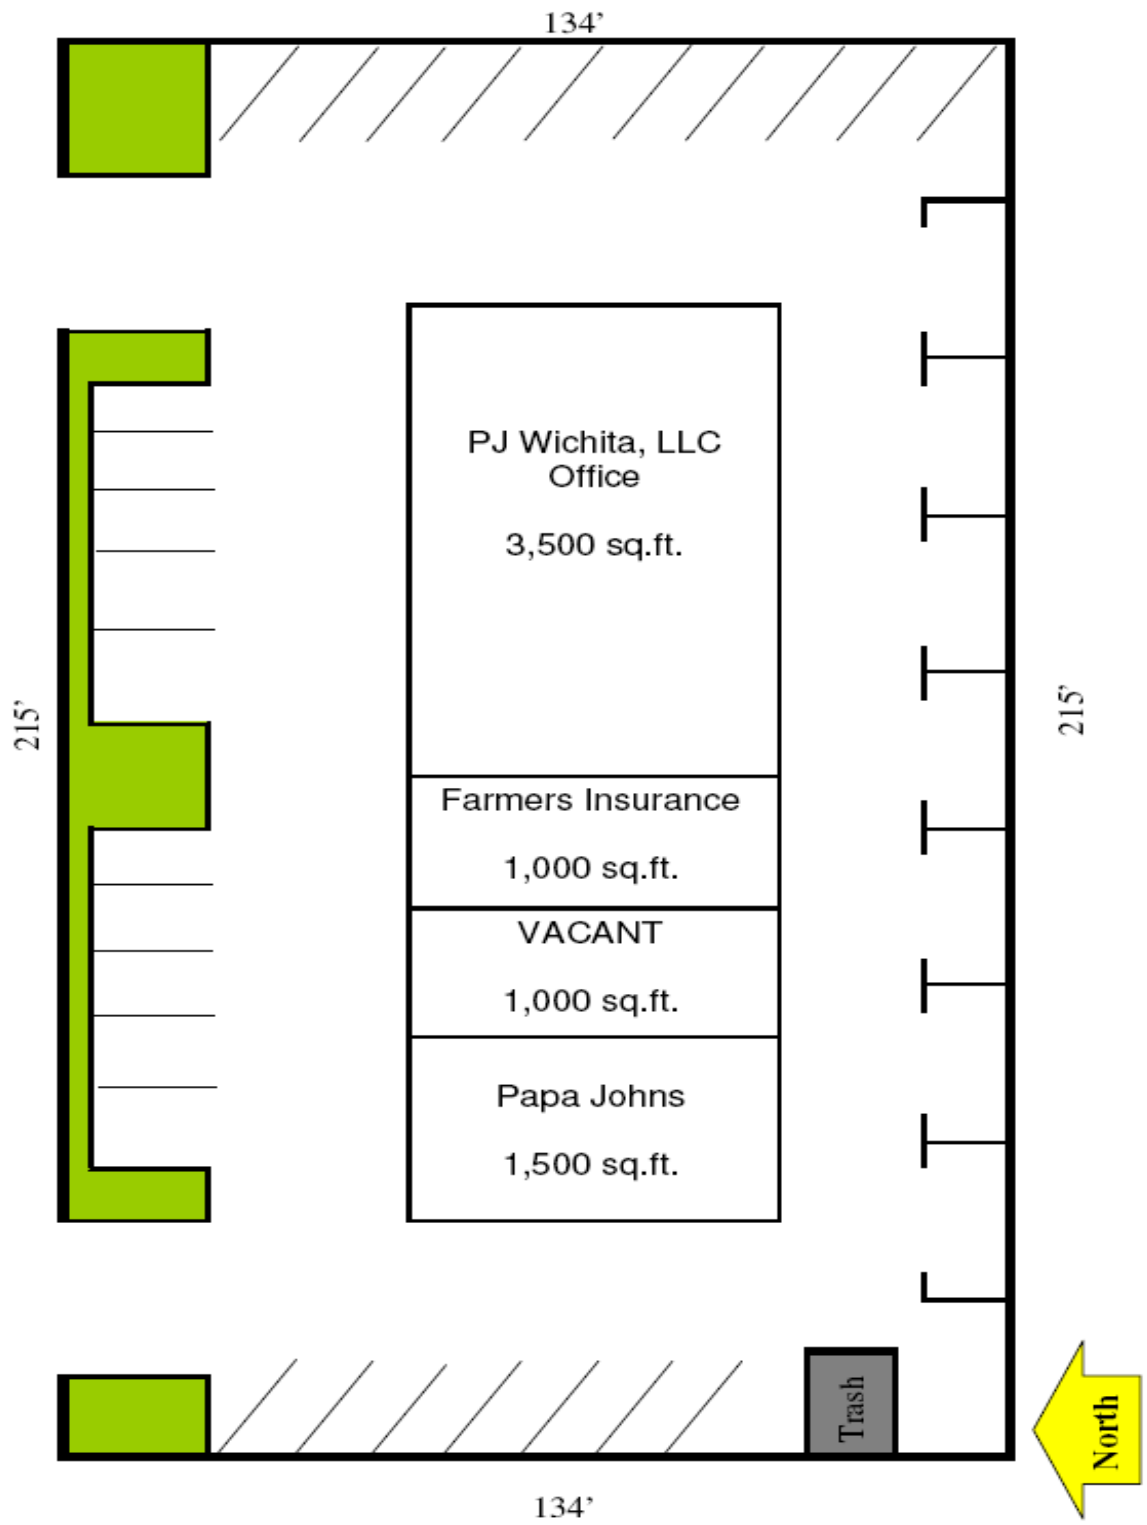 134’
PJ Wichita, LLC
Office
3,500 sq.ft.
215’
215’
Farmers Insurance
1,000 sq.ft.
VACANT
1,000 sq.ft.
Papa Johns
1,500 sq.ft.
Trash
North
134’